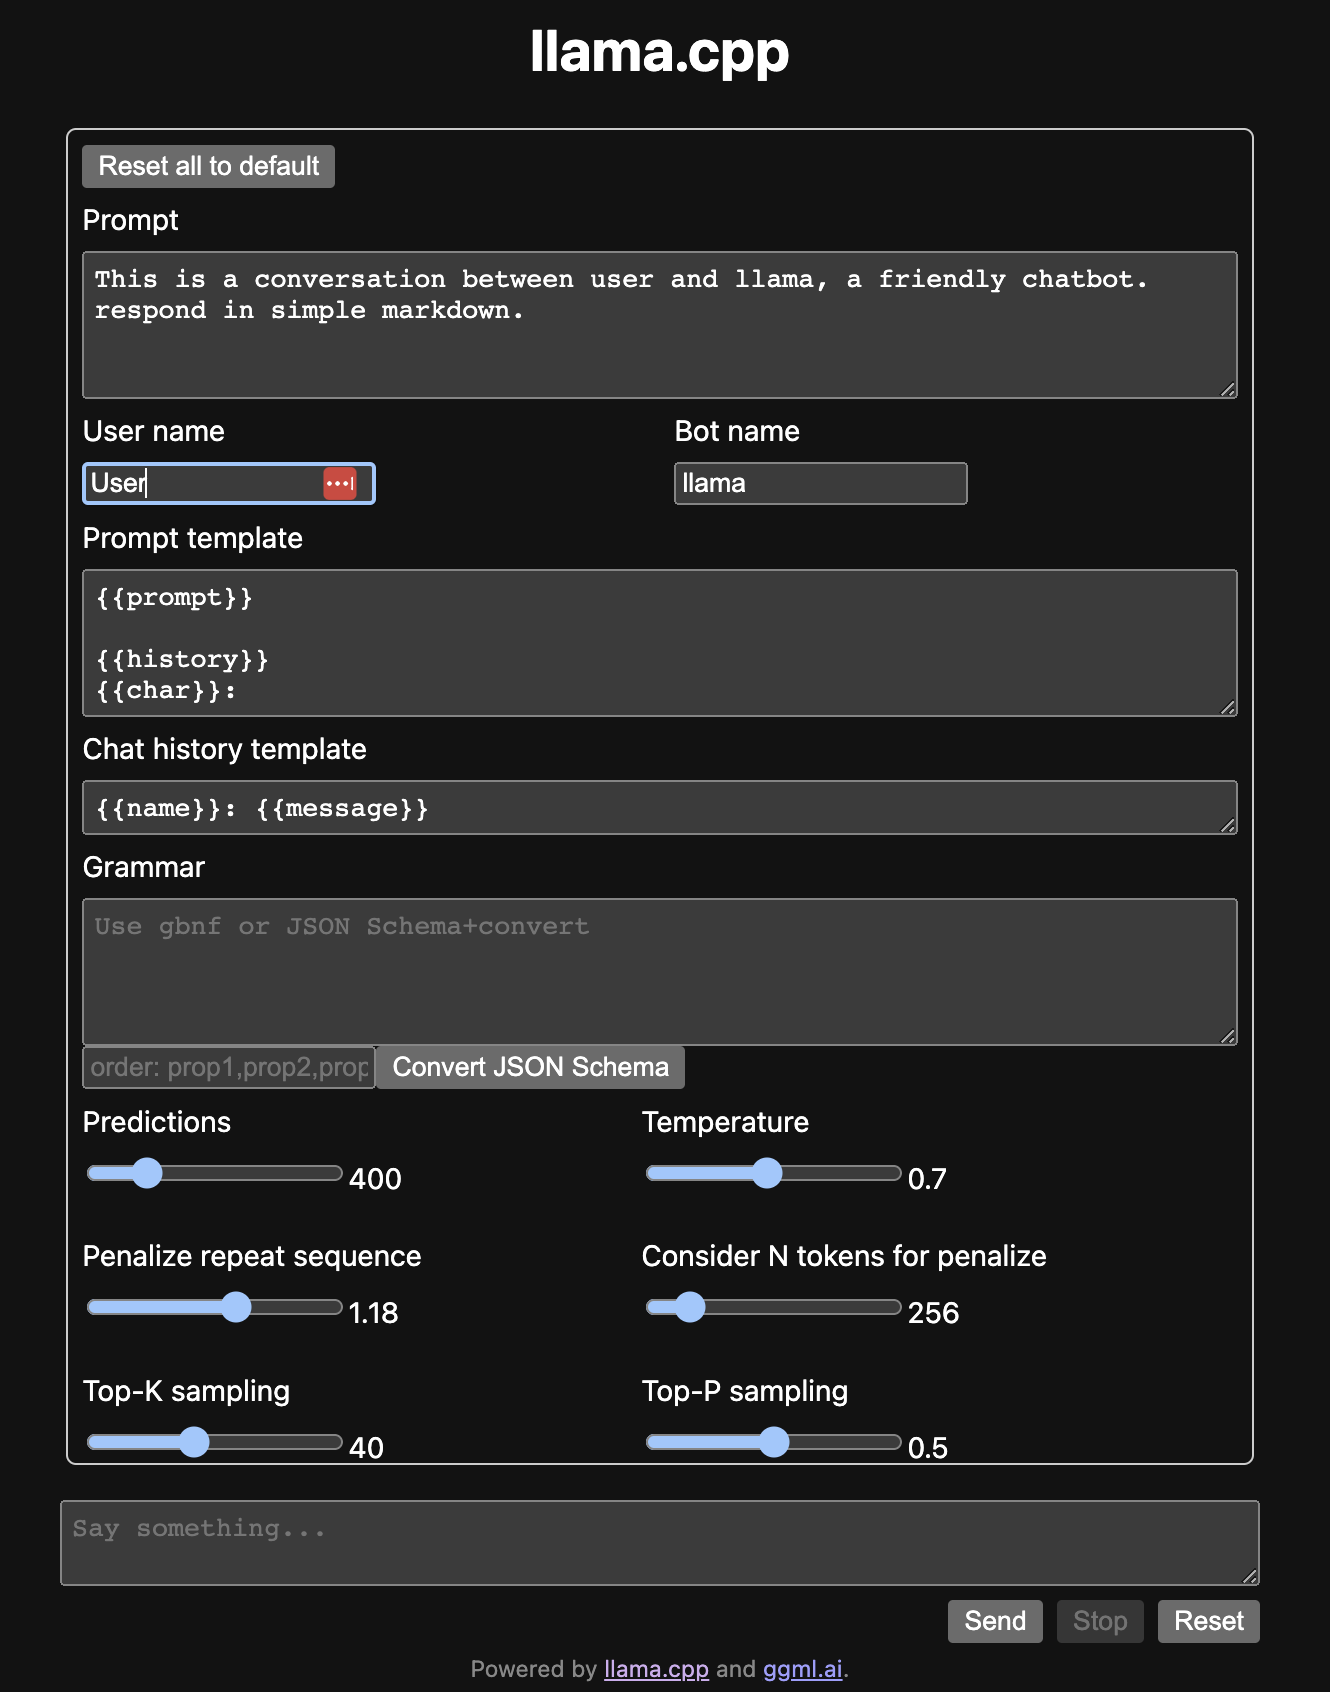 llama.cpp
Reset all to default
Prompt
This is a conversation between user and llama, a friendly chatbot.
respond in simple markdown.
User name
Bot name
User
llama
Prompt template
{{prompt}}
{{history}}
{{char}}:
Chat history template
{{name}}: {{message}}
Grammar
Use gbnf or JSON Schema+convert
order: prop1,prop2,prop
Convert JSON Schema
Predictions
Temperature
400
0.7
Penalize repeat sequence
Consider N tokens for penalize
1.18
256
Top-K sampling
Top-P sampling
40
0.5
Say something...
Send
Stop
Reset
Powered by llama.cpp and ggml.ai.